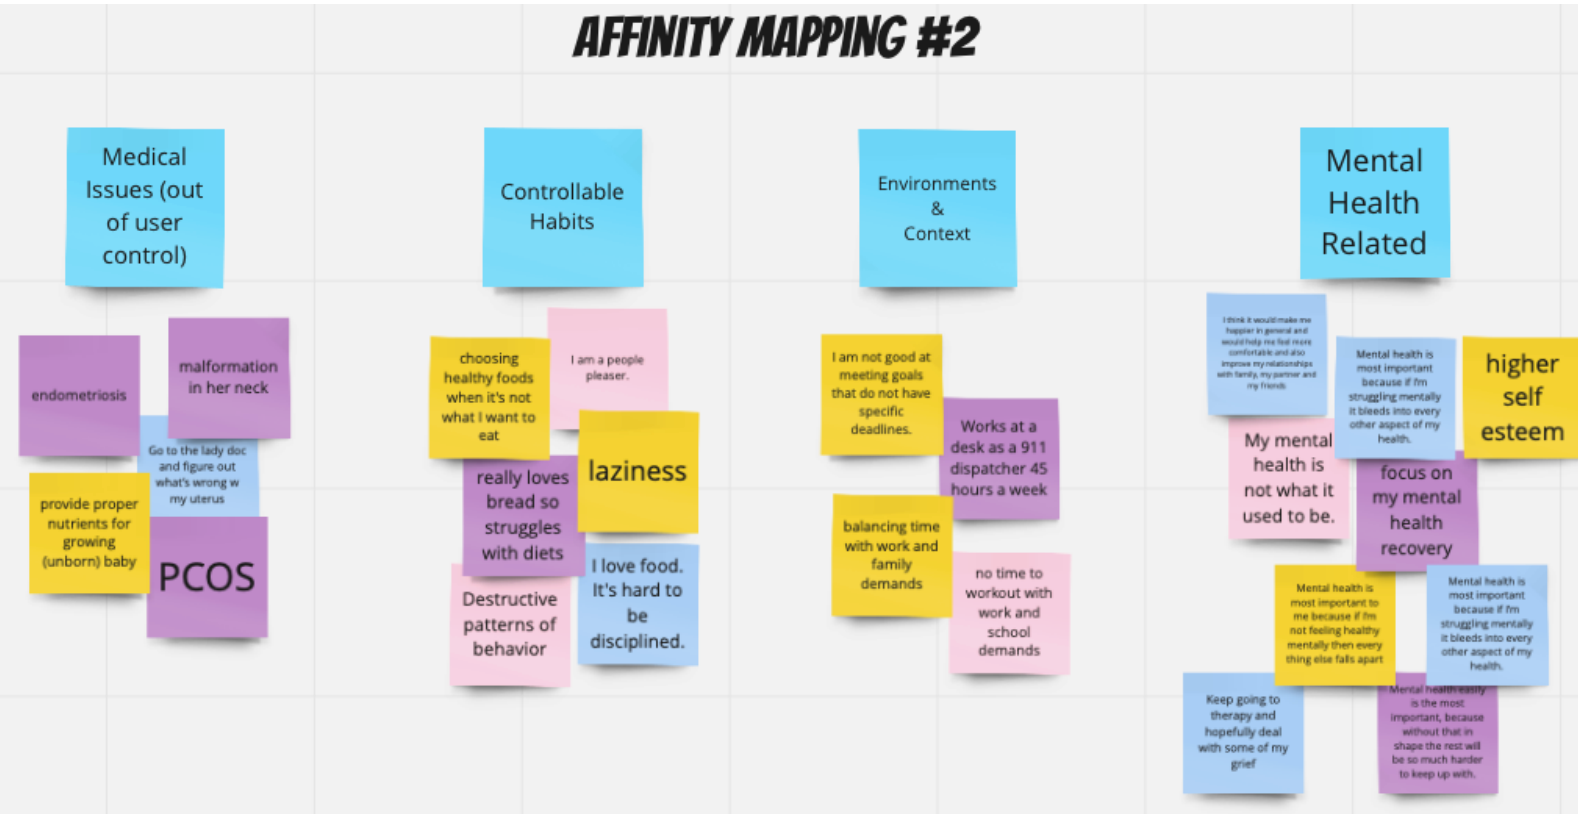 AFFINITY MAPPING #2
Medical
Issues (out
of user
control)
endometriosis
malformation
in her neck
Go to the lady doc
and figure out
what's wrong w
my uterus
provide proper
nutrients for
growing
(unborn) baby
PCOS
Controllable
Habits
choosing
healthy foods
when it's not
what I want to
eat
I am a people
pleaser.
laziness
really loves
bread so
struggles
with diets
I love food.
It's hard to
be
disciplined.
Destructive
patterns of
behavior
Environments
&
Context
I am not good at
meeting goals
that do not have
specific
deadlines.
Works at a
desk as a 911
dispatcher 45
hours a week
balancing time
with work and
family
demands
no time to
workout with
work and
school
demands
Mental
Health
Related
I think it would make me
happier in general and
would help me feel more
comfortable and also
improve my relationships
with family, my partner and
my friends
Mental health is
most important
because if I'm
struggling mentally
it bleeds into every
other aspect of my
health.
higher
self
esteem
My mental
health is
not what it
used to be.
focus on
my mental
health
recovery
Mental health is
most important to
me because if I'm
not feeling healthy
mentally then every
thing else falls apart
Mental health is
most important
because if I'm
struggling mentally
it bleeds into every
other aspect of my
health.
Keep going to
therapy and
hopefully deal
with some of my
grief
Mental health easily
is the most
important, because
without that in
shape the rest will
be so much harder
to keep up with.